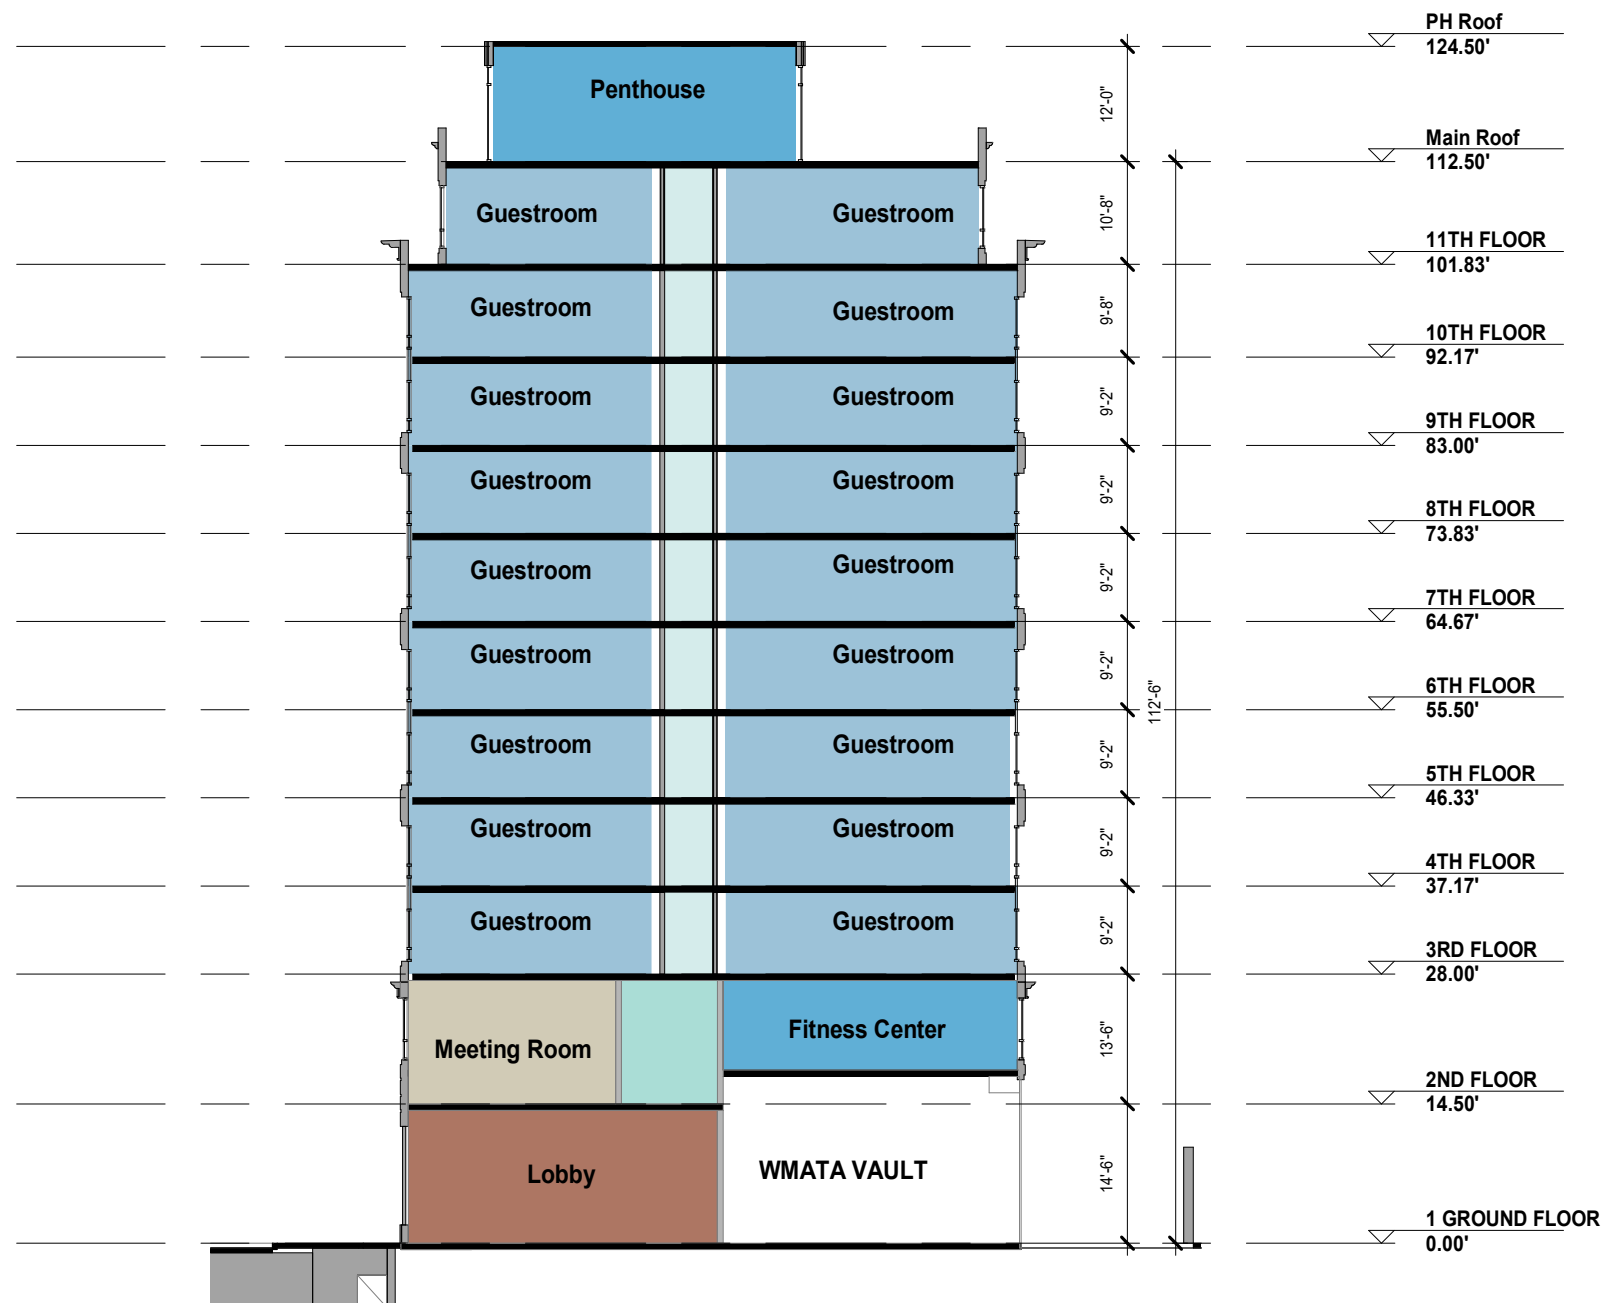 PH Roof
124.50'
Penthouse
12'-0"
Main Roof
112.50'
Guestroom
Guestroom
10'-8"
11TH FLOOR
101.83'
Guestroom
Guestroom
9'-8"
10TH FLOOR
92.17'
Guestroom
Guestroom
9'-2"
9TH FLOOR
83.00'
Guestroom
Guestroom
9'-2"
8TH FLOOR
73.83'
Guestroom
Guestroom
9'-2"
7TH FLOOR
64.67'
Guestroom
Guestroom
9'-2"
112'-6"
6TH FLOOR
55.50'
Guestroom
Guestroom
9'-2"
5TH FLOOR
46.33'
Guestroom
Guestroom
9'-2"
4TH FLOOR
37.17'
Guestroom
Guestroom
9'-2"
3RD FLOOR
28.00'
Meeting Room
Fitness Center
13'-6"
2ND FLOOR
14.50'
Lobby
WMATA VAULT
14'-6"
1 GROUND FLOOR
0.00'